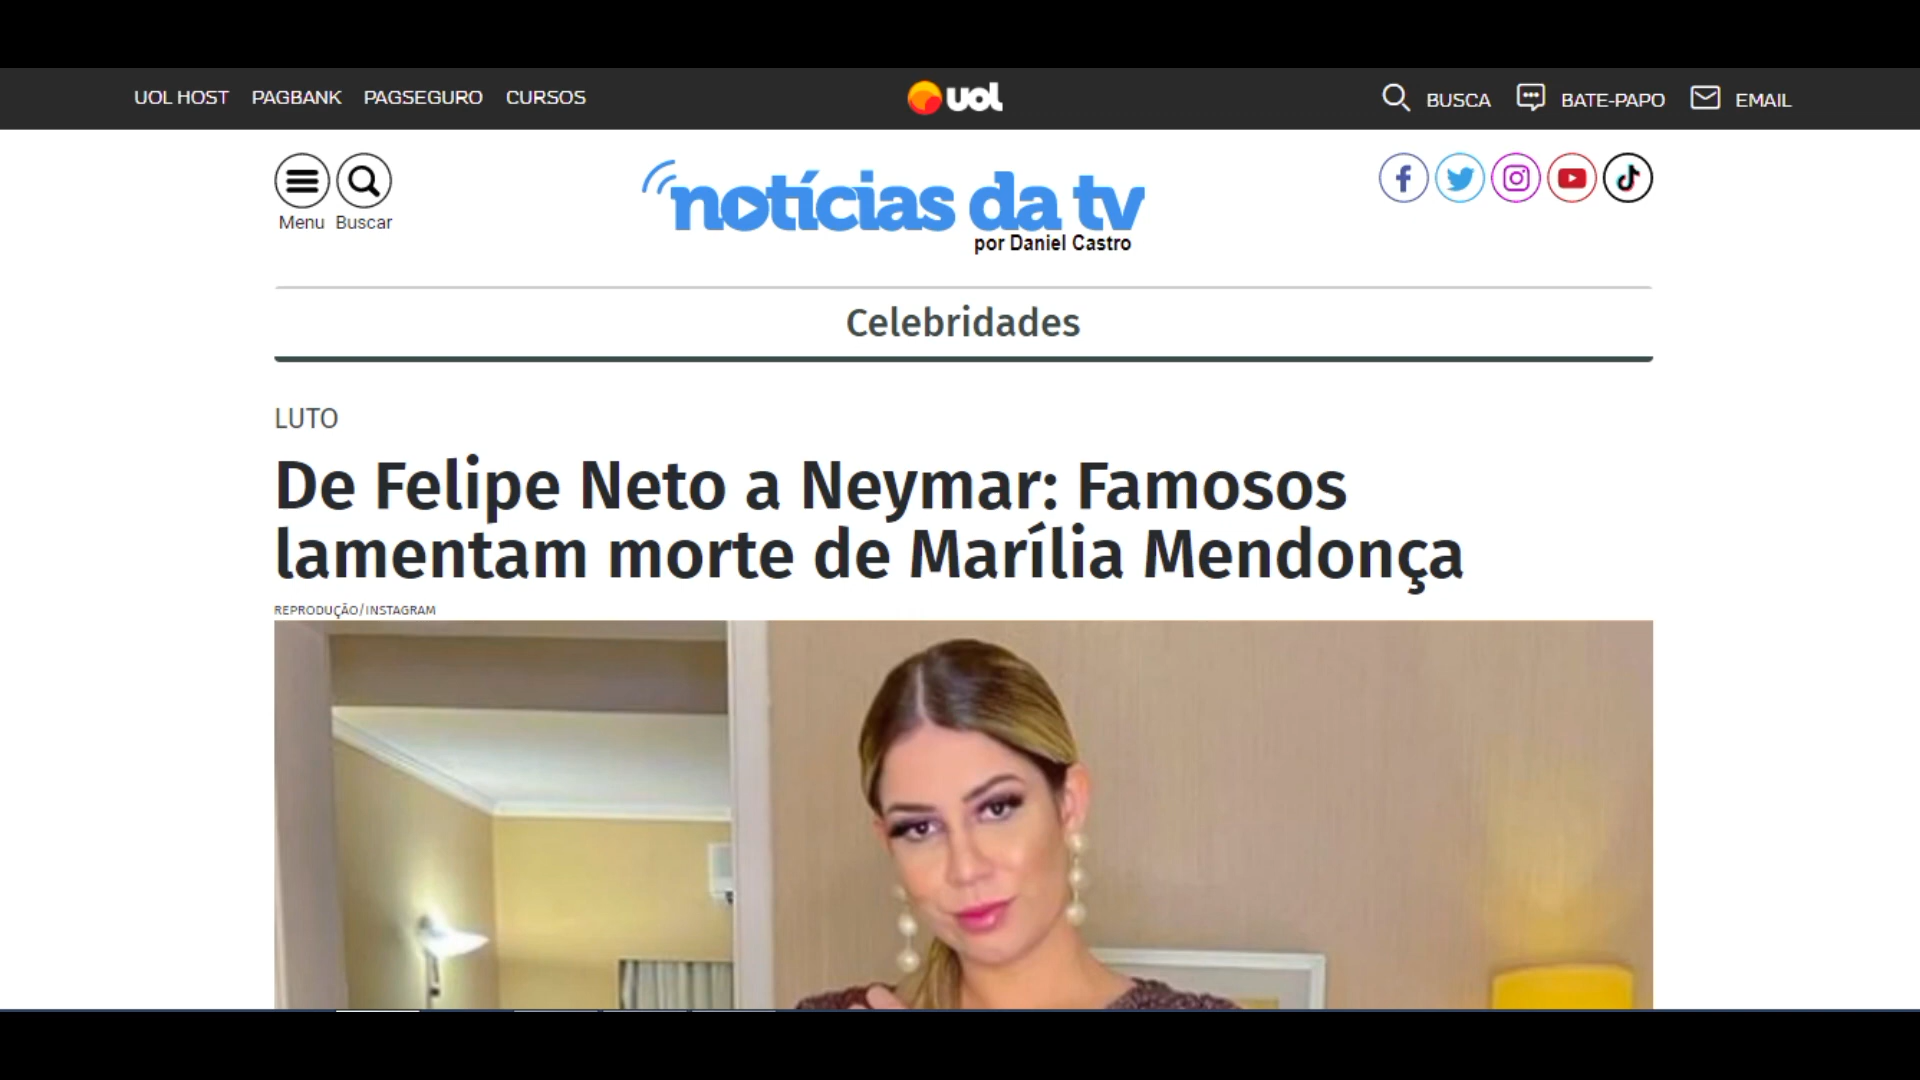 UOL HOST PAGBANK PAGSEGURO CURSOS uol BUSCA BATE-PAPO EMAIL
Menu Buscar
notícias da tv
por Daniel Castro
Celebridades
LUTO
De Felipe Neto a Neymar: Famosos
lamentam morte de Marília Mendonça
REPRODUÇÃO/INSTAGRAM